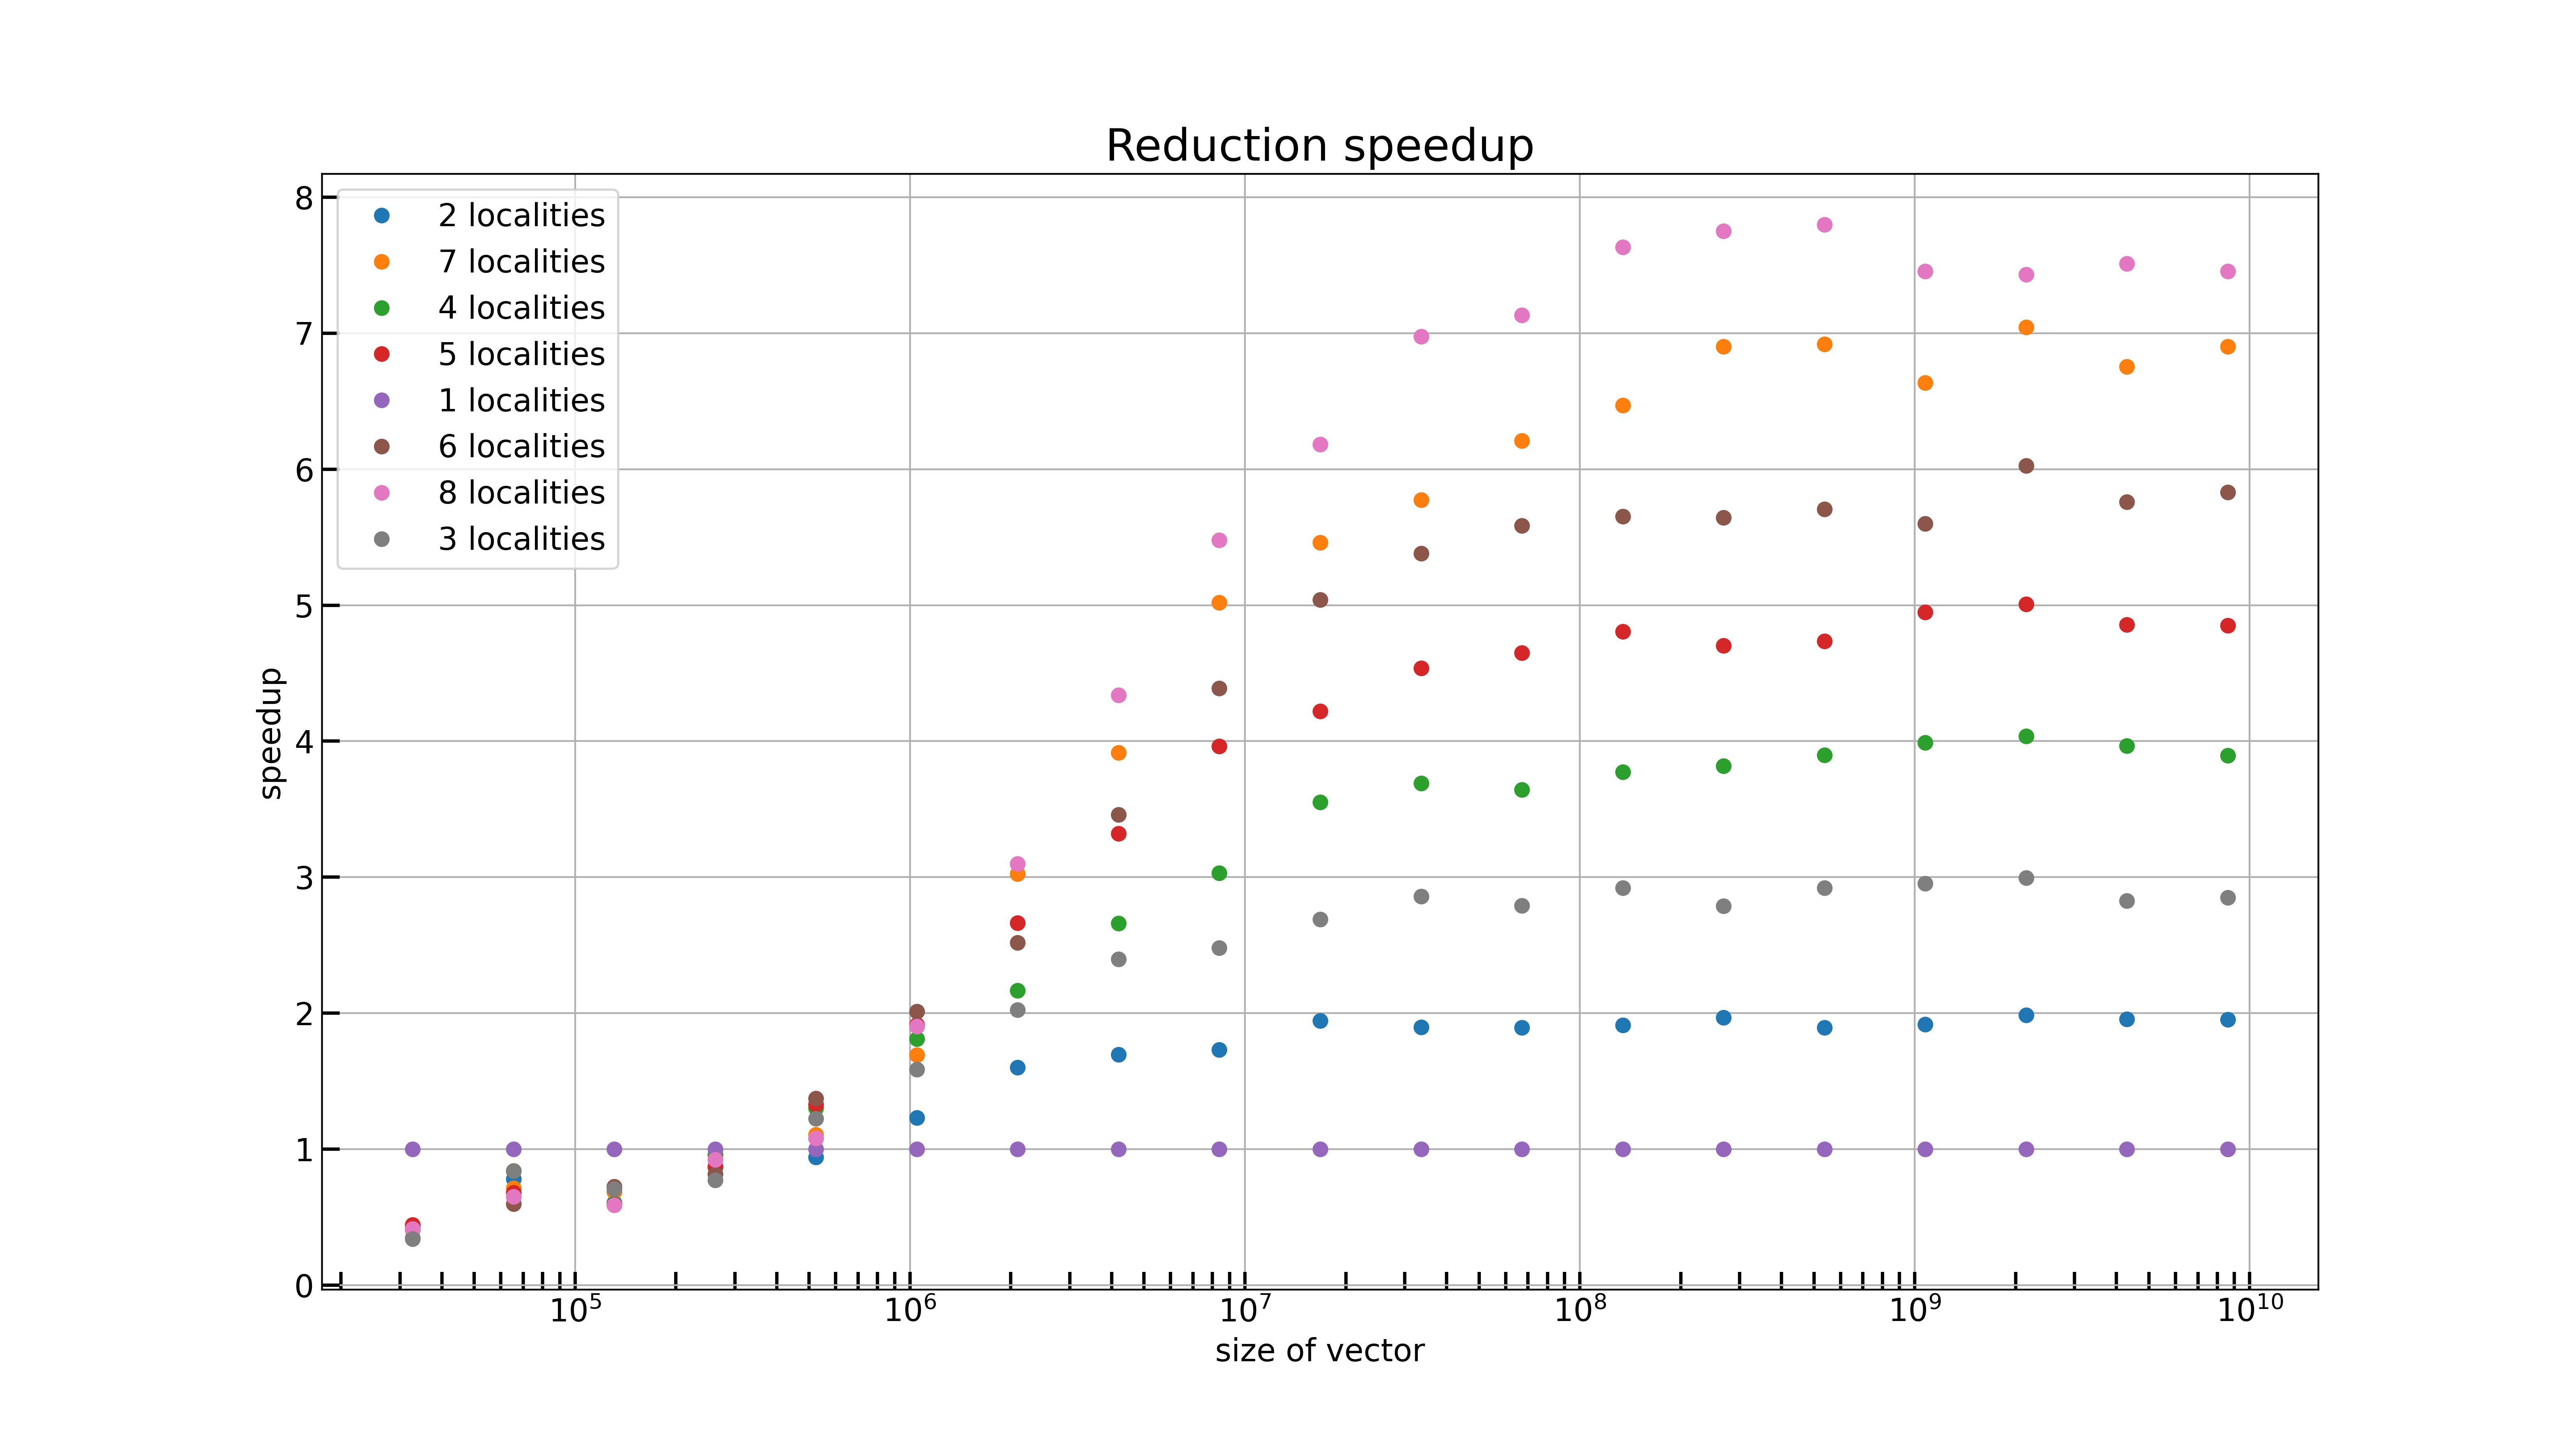 Reduction speedup
8
7
6
5
4
3
2
1
0
speedup
2 localities
7 localities
4 localities
5 localities
1 localities
6 localities
8 localities
3 localities
10⁵ 10⁶ 10⁷ 10⁸ 10⁹ 10¹⁰
size of vector